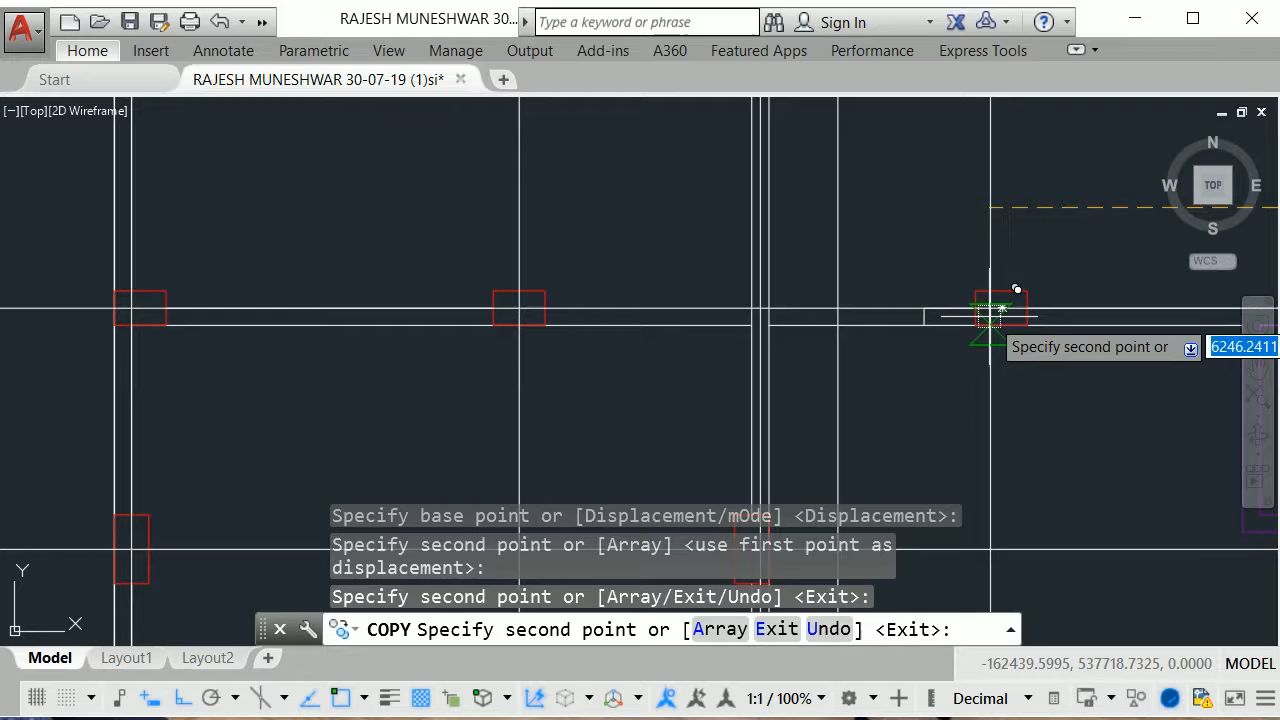 RAJESH MUNESHWAR 30-...
Type a keyword or phrase
Sign In
Home Insert Annotate Parametric View Manage Output Add-ins A360 Featured Apps Performance Express Tools
Start
RAJESH MUNESHWAR 30-07-19 (1)si*
[−][Top][2D Wireframe]
N
W TOP E
S
WCS
Specify second point or 6246.2411
Specify base point or [Displacement/mOde] <Displacement>:
Specify second point or [Array] <use first point as
displacement>:
Specify second point or [Array/Exit/Undo] <Exit>:
COPY Specify second point or [Array Exit Undo] <Exit>:
Y
X
Model Layout1 Layout2
-162439.5995, 537718.7325, 0.0000 MODEL
1:1 / 100% Decimal